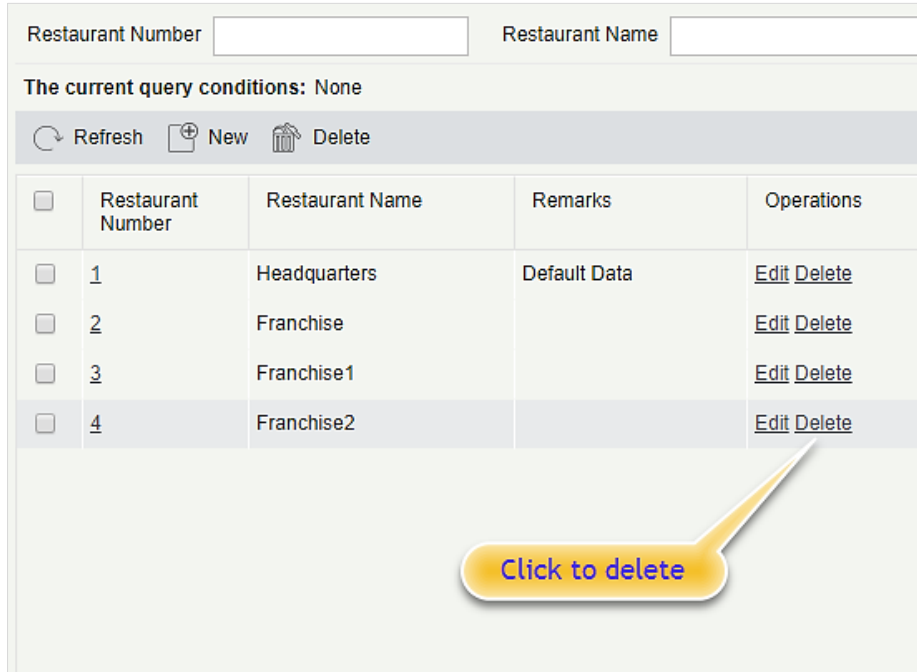 Restaurant Number Restaurant Name
The current query conditions: None
Refresh New Delete
Restaurant Number Restaurant Name Remarks Operations
1 Headquarters Default Data Edit Delete
2 Franchise Edit Delete
3 Franchise1 Edit Delete
4 Franchise2 Edit Delete
Click to delete